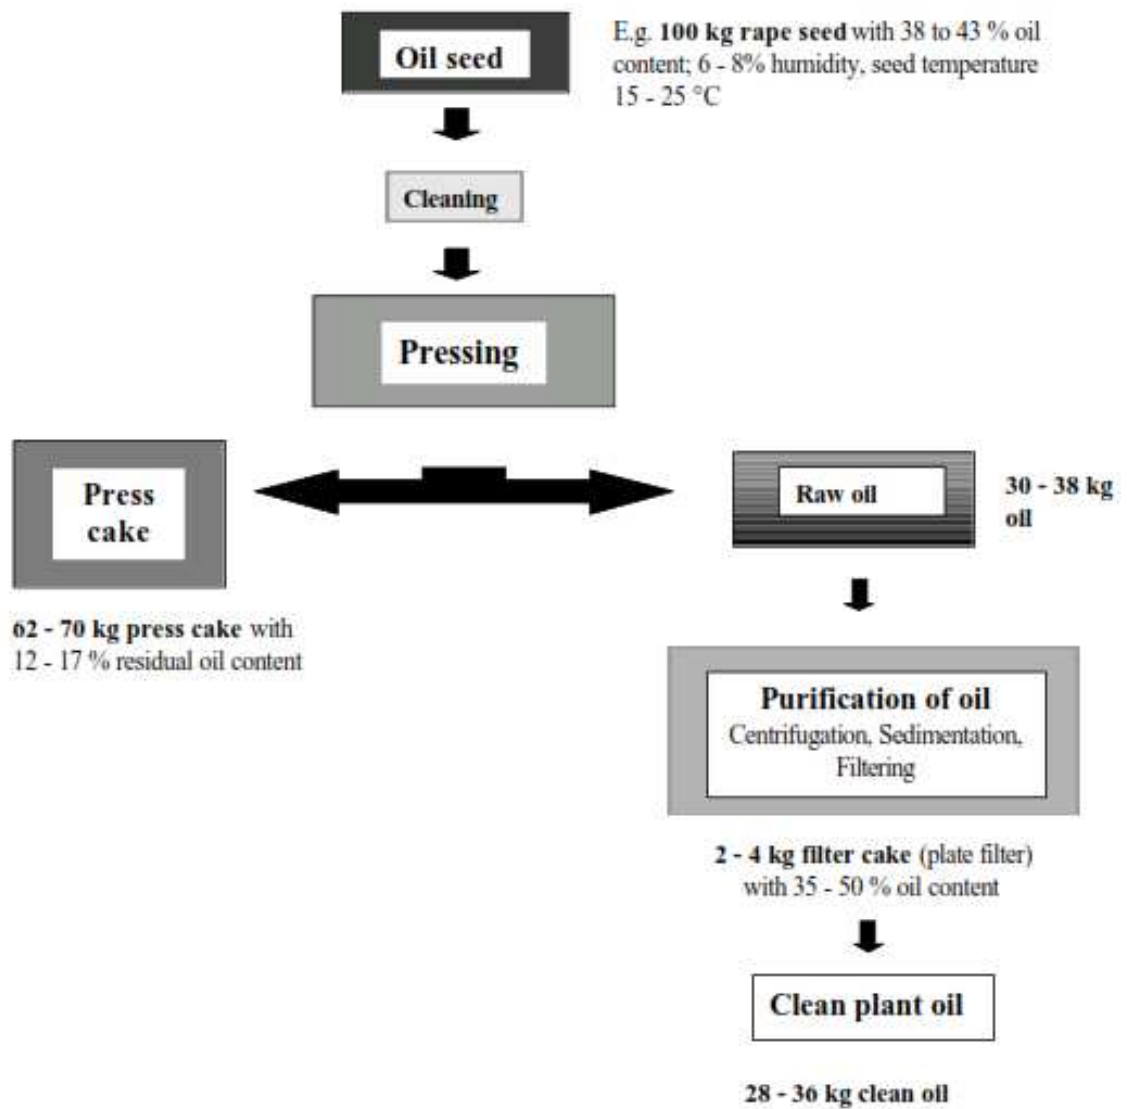 Oil seed
E.g. 100 kg rape seed with 38 to 43 % oil
content; 6 - 8% humidity, seed temperature
15 - 25 °C
Cleaning
Pressing
Press
cake
62 - 70 kg press cake with
12 - 17 % residual oil content
Raw oil
30 - 38 kg
oil
Purification of oil
Centrifugation, Sedimentation,
Filtering
2 - 4 kg filter cake (plate filter)
with 35 - 50 % oil content
Clean plant oil
28 - 36 kg clean oil